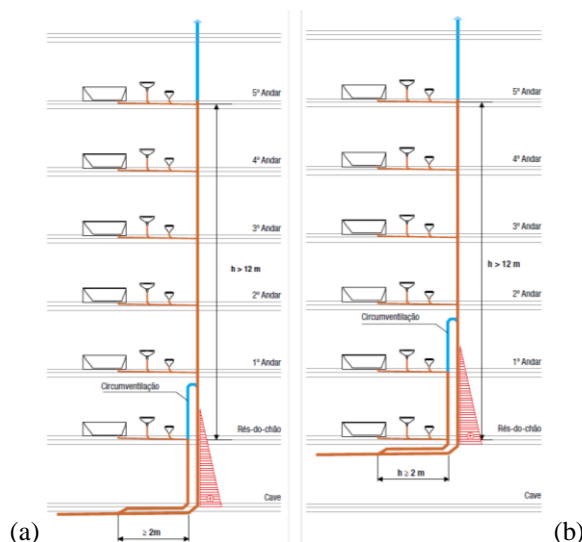 5º Andar
4º Andar
3º Andar
h > 12 m
2º Andar
1º Andar
Circumventilação
Rés-do-chão
Cave
≥ 2m
(a)
5º Andar
4º Andar
3º Andar
h > 12 m
2º Andar
Circumventilação
1º Andar
Rés-do-chão
h ≥ 2 m
Cave
(b)